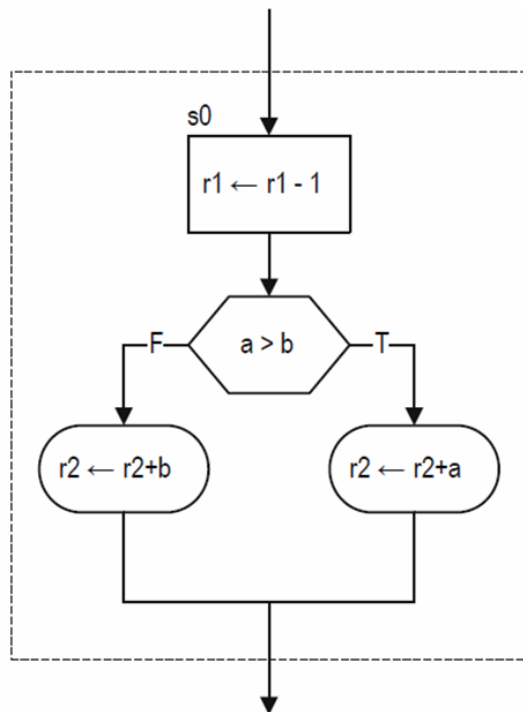 s0
r1 ← r1 - 1
F
a > b
T
r2 ← r2+b
r2 ← r2+a